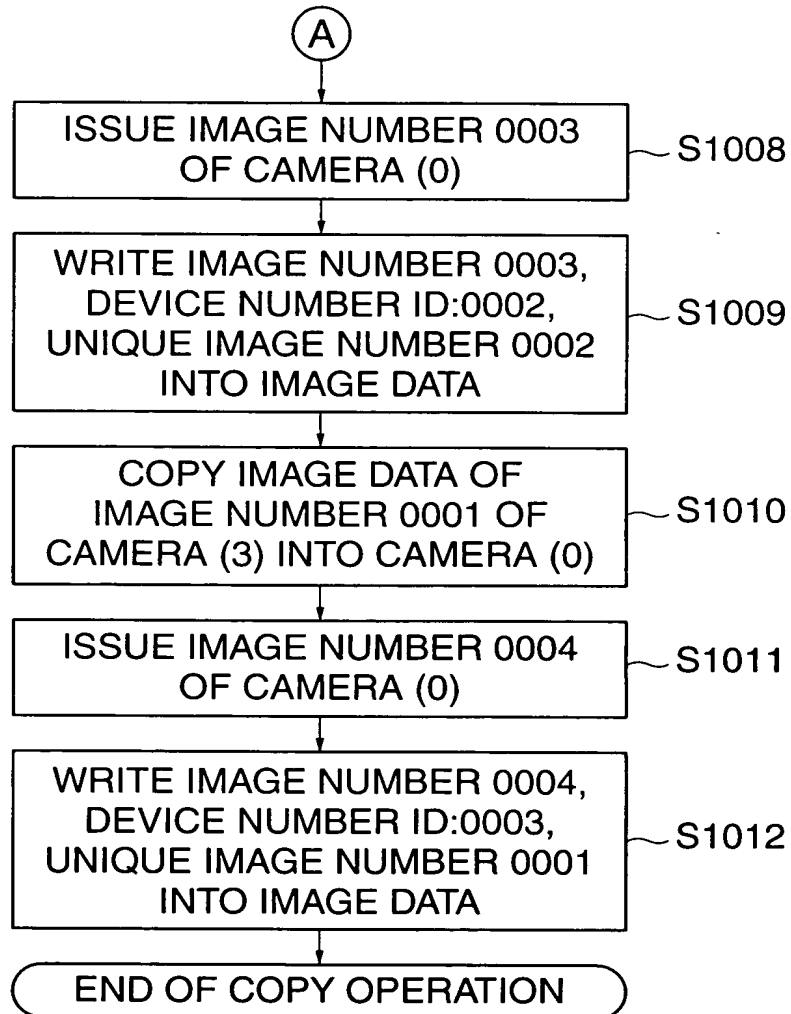 A
ISSUE IMAGE NUMBER 0003
OF CAMERA (0)
S1008
WRITE IMAGE NUMBER 0003,
DEVICE NUMBER ID:0002,
UNIQUE IMAGE NUMBER 0002
INTO IMAGE DATA
S1009
COPY IMAGE DATA OF
IMAGE NUMBER 0001 OF
CAMERA (3) INTO CAMERA (0)
S1010
ISSUE IMAGE NUMBER 0004
OF CAMERA (0)
S1011
WRITE IMAGE NUMBER 0004,
DEVICE NUMBER ID:0003,
UNIQUE IMAGE NUMBER 0001
INTO IMAGE DATA
S1012
END OF COPY OPERATION